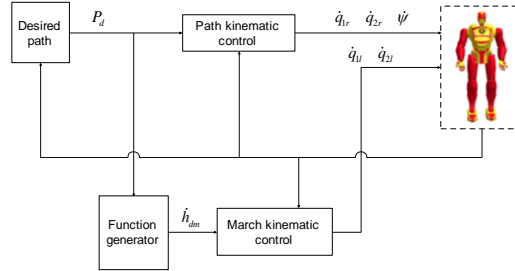 Desired
path
P_d
Path kinematic
control
q̇_1r q̇_2r ψ̇
q̇_1l q̇_2l
Function
generator
ḣ_dm
March kinematic
control